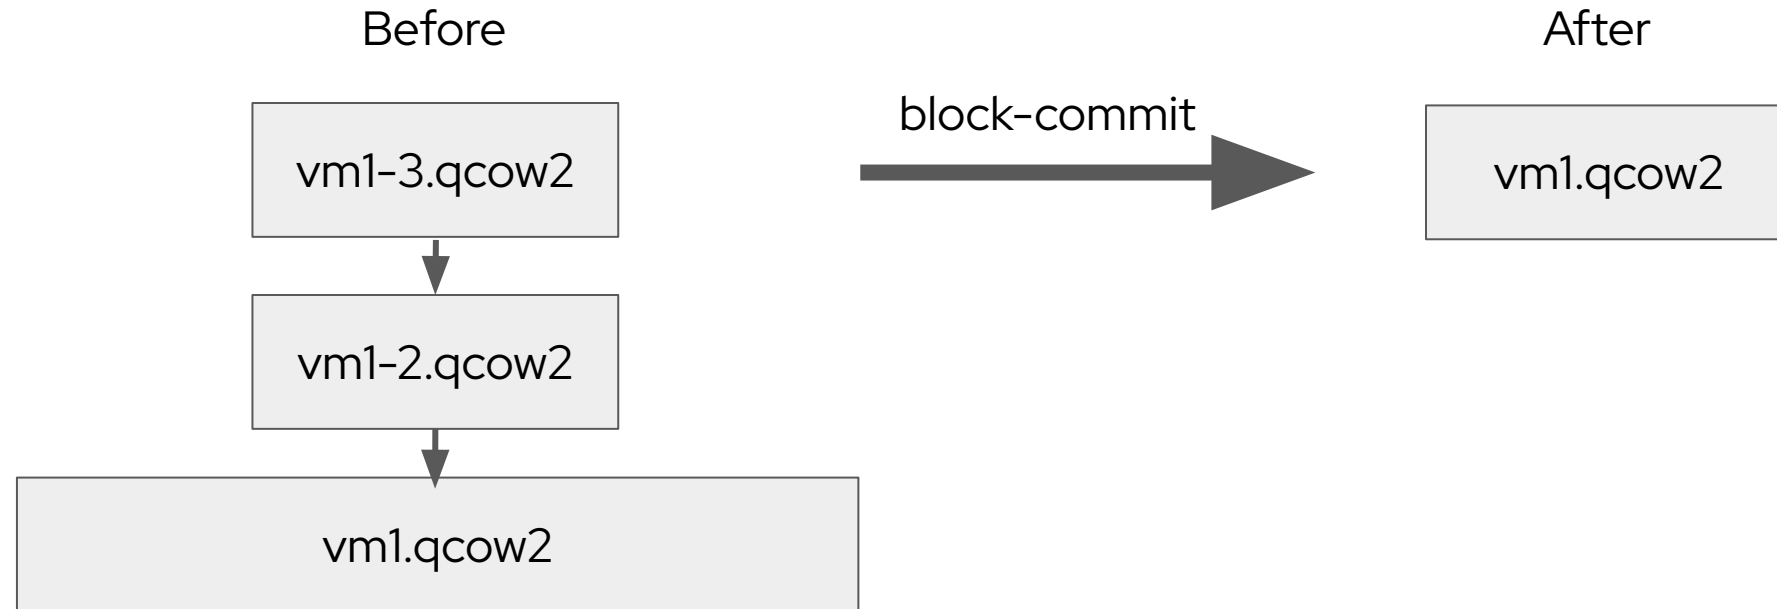 Before
After
block-commit
vm1-3.qcow2
vm1.qcow2
vm1-2.qcow2
vm1.qcow2